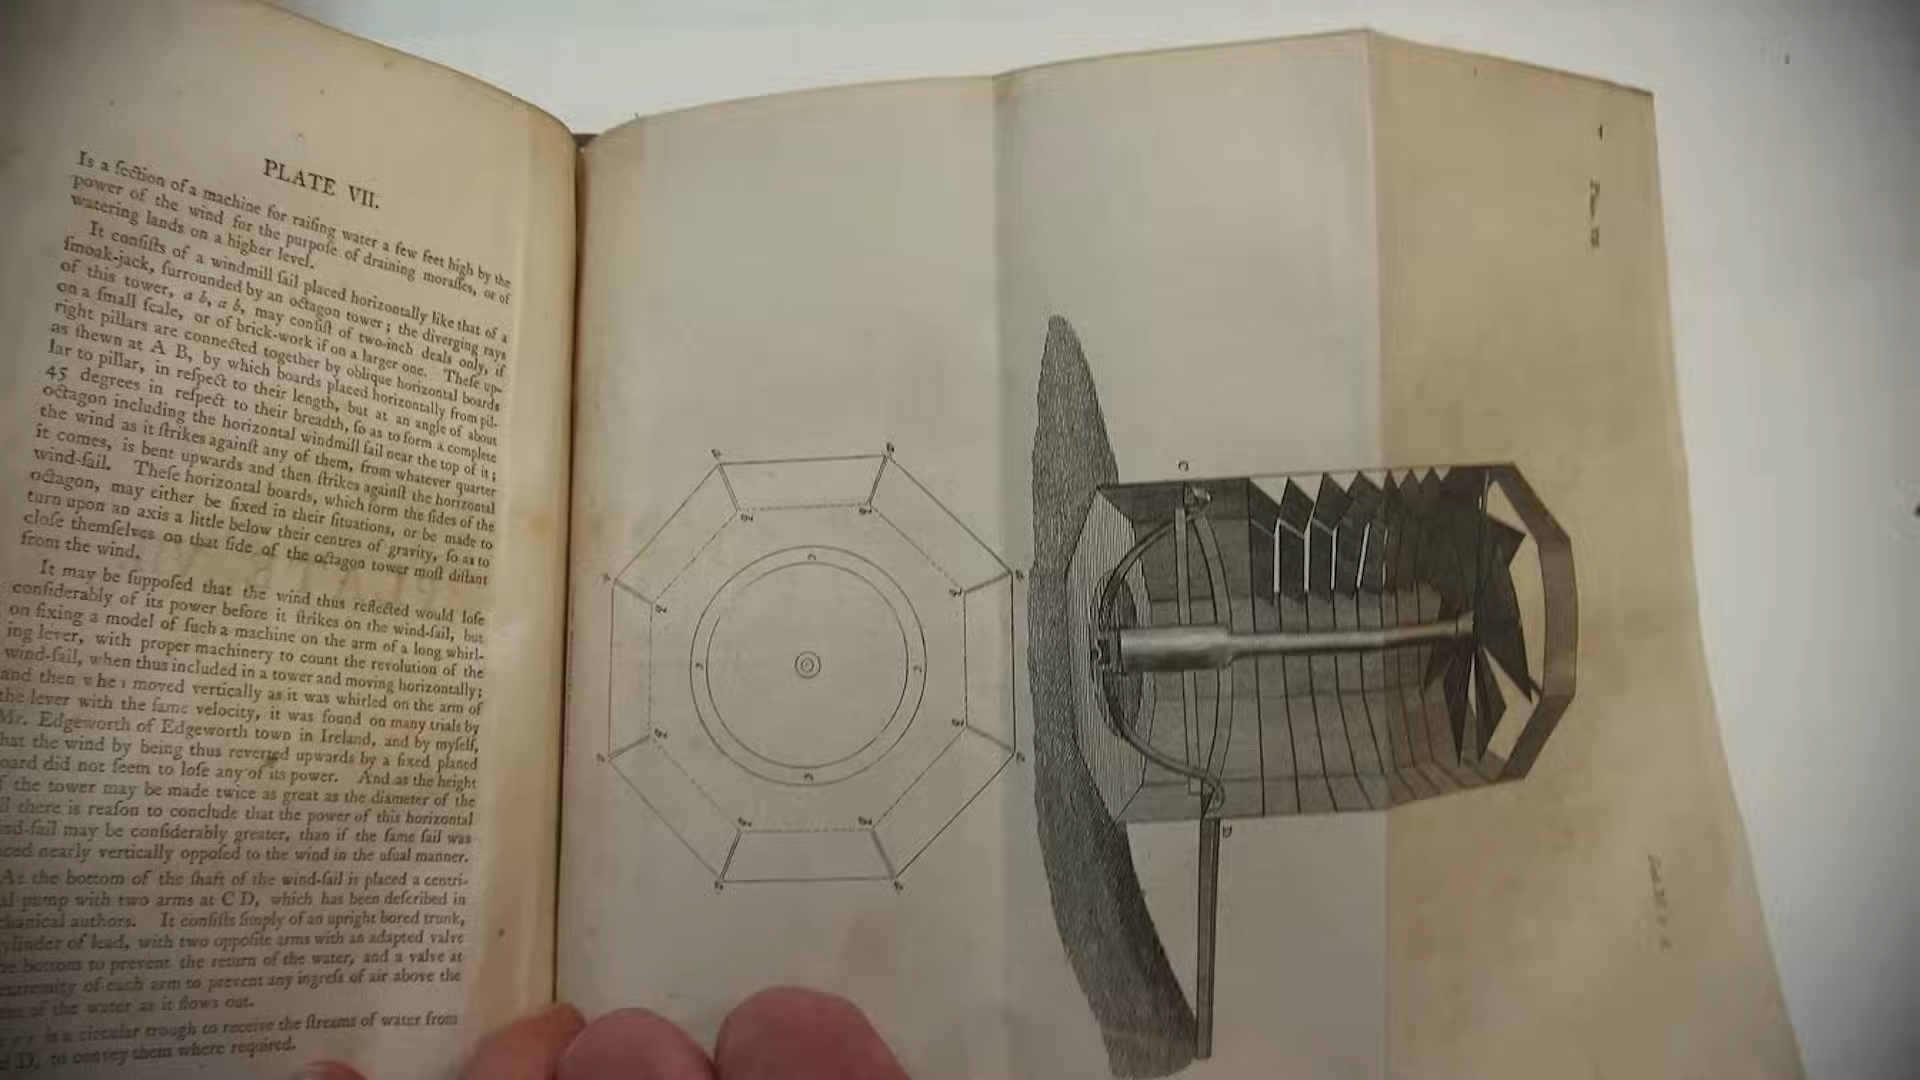 PLATE VII.
Is a ſection of a machine for raiſing water a few feet high by the
power of the wind for the purpoſe of draining moraſſes, or of
watering lands on a higher level.
It conſiſts of a windmill ſail placed horizontally like that of a
ſmoak-jack, ſurrounded by an octagon tower; the diverging rays
of this tower, a b, a b, may conſiſt of two-inch deals only, if
on a ſmall ſcale, or of brick-work if on a larger one. Theſe up-
right pillars are connected together by oblique horizontal boards
as ſhewn at A B, by which boards placed horizontally from pil-
lar to pillar, in reſpect to their length, but at an angle of about
45 degrees in reſpect to their breadth, ſo as to form a complete
octagon including the horizontal windmill ſail near the top of it;
the wind as it ſtrikes againſt any of them, from whatever quarter
it comes, is bent upwards and then ſtrikes againſt the horizontal
wind-ſail. Theſe horizontal boards, which form the ſides of the
octagon, may either be fixed in their ſituations, or be made to
turn upon an axis a little below their centres of gravity, ſo as to
cloſe themſelves on that ſide of the octagon tower moſt diſtant
from the wind.
It may be ſuppoſed that the wind thus reflected would loſe
conſiderably of its power before it ſtrikes on the wind-ſail, but
on fixing a model of ſuch a machine on the arm of a long whirl-
ing lever, with proper machinery to count the revolution of the
wind-ſail, when thus included in a tower and moving horizontally;
and then whe moved vertically as it was whirled on the arm of
the lever with the ſame velocity, it was found on many trials by
Mr. Edgeworth of Edgeworth town in Ireland, and by myſelf,
hat the wind by being thus reverted upwards by a fixed planed
oard did not ſeem to loſe any of its power. And as the height
f the tower may be made twice as great as the diameter of the
l there is reaſon to conclude that the power of this horizontal
nd-ſail may be conſiderably greater, than if the ſame ſail was
ced nearly vertically oppoſed to the wind in the uſual manner.
At the bottom of the ſhaft of the wind-ſail is placed a centri-
al pump with two arms at C D, which has been deſcribed in
chanical authors. It conſiſts ſimply of an upright bored trunk,
ylinder of lead, with two oppoſite arms with an adapted valve
he bottom to prevent the return of the water, and a valve at
extremity of each arm to prevent any ingreſs of air above the
of the water as it flows out.
is a circular trough to receive the ſtreams of water from
d D, to convey them where required.
C
D